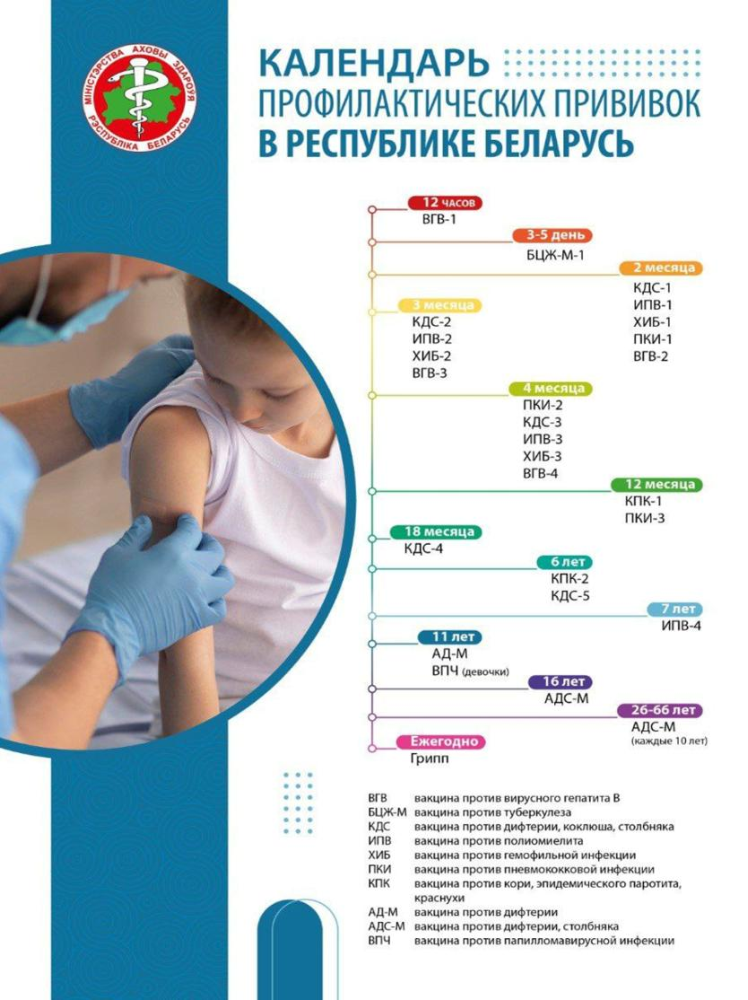 МІНІСТЭРСТВА АХОВЫ ЗДАРОЎЯ
РЭСПУБЛІКА БЕЛАРУСЬ
КАЛЕНДАРЬ
ПРОФИЛАКТИЧЕСКИХ ПРИВИВОК
В РЕСПУБЛИКЕ БЕЛАРУСЬ
12 ЧАСОВ
ВГВ-1
3-5 день
БЦЖ-М-1
2 месяца
КДС-1
ИПВ-1
ХИБ-1
ПКИ-1
ВГВ-2
3 месяца
КДС-2
ИПВ-2
ХИБ-2
ВГВ-3
4 месяца
ПКИ-2
КДС-3
ИПВ-3
ХИБ-3
ВГВ-4
12 месяца
КПК-1
ПКИ-3
18 месяца
КДС-4
6 лет
КПК-2
КДС-5
7 лет
ИПВ-4
11 лет
АД-М
ВПЧ (девочки)
16 лет
АДС-М
26-66 лет
АДС-М
(каждые 10 лет)
Ежегодно
Грипп
ВГВ вакцина против вирусного гепатита В
БЦЖ-М вакцина против туберкулеза
КДС вакцина против дифтерии, коклюша, столбняка
ИПВ вакцина против полиомиелита
ХИБ вакцина против гемофильной инфекции
ПКИ вакцина против пневмококковой инфекции
КПК вакцина против кори, эпидемического паротита,
краснухи
АД-М вакцина против дифтерии
АДС-М вакцина против дифтерии, столбняка
ВПЧ вакцина против папилломавирусной инфекции